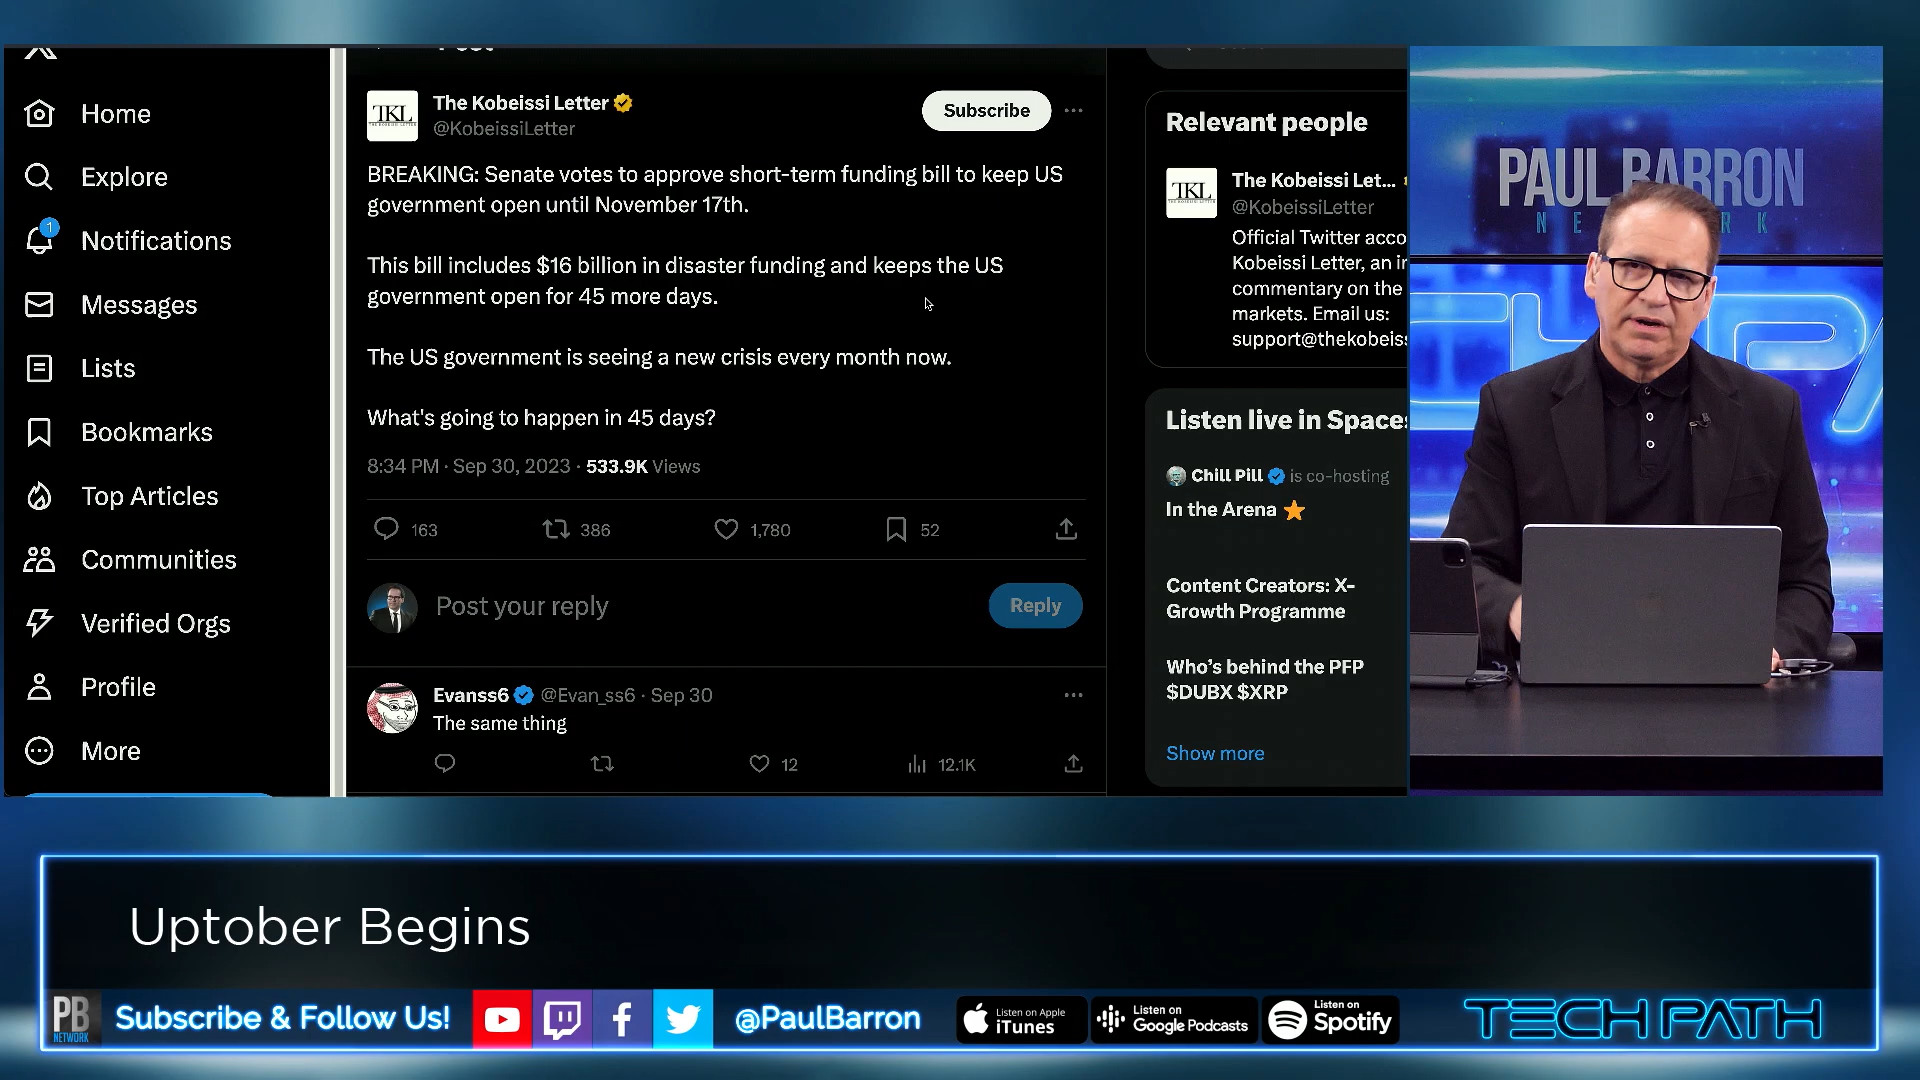 Home
Explore
1
Notifications
Messages
Lists
Bookmarks
Top Articles
Communities
Verified Orgs
Profile
More
Post
TKL
The Kobeissi Letter
@KobeissiLetter
Subscribe
BREAKING: Senate votes to approve short-term funding bill to keep US
government open until November 17th.
This bill includes $16 billion in disaster funding and keeps the US
government open for 45 more days.
The US government is seeing a new crisis every month now.
What's going to happen in 45 days?
8:34 PM · Sep 30, 2023 · 533.9K Views
163 386 1,780 52
Post your reply
Reply
Evanss6 @Evan_ss6 · Sep 30
The same thing
12 12.1K
Relevant people
TKL
The Kobeissi Let...
@KobeissiLetter
Official Twitter acco
Kobeissi Letter, an in
commentary on the
markets. Email us:
support@thekobeiss
Listen live in Spaces
Chill Pill is co-hosting
In the Arena
Content Creators: X-
Growth Programme
Who's behind the PFP
$DUBX $XRP
Show more
PAUL BARRON
Uptober Begins
PB
NETWORK
Subscribe & Follow Us!
@PaulBarron
Listen on Apple
iTunes
Listen on
Google Podcasts
Listen on
Spotify
TECH PATH